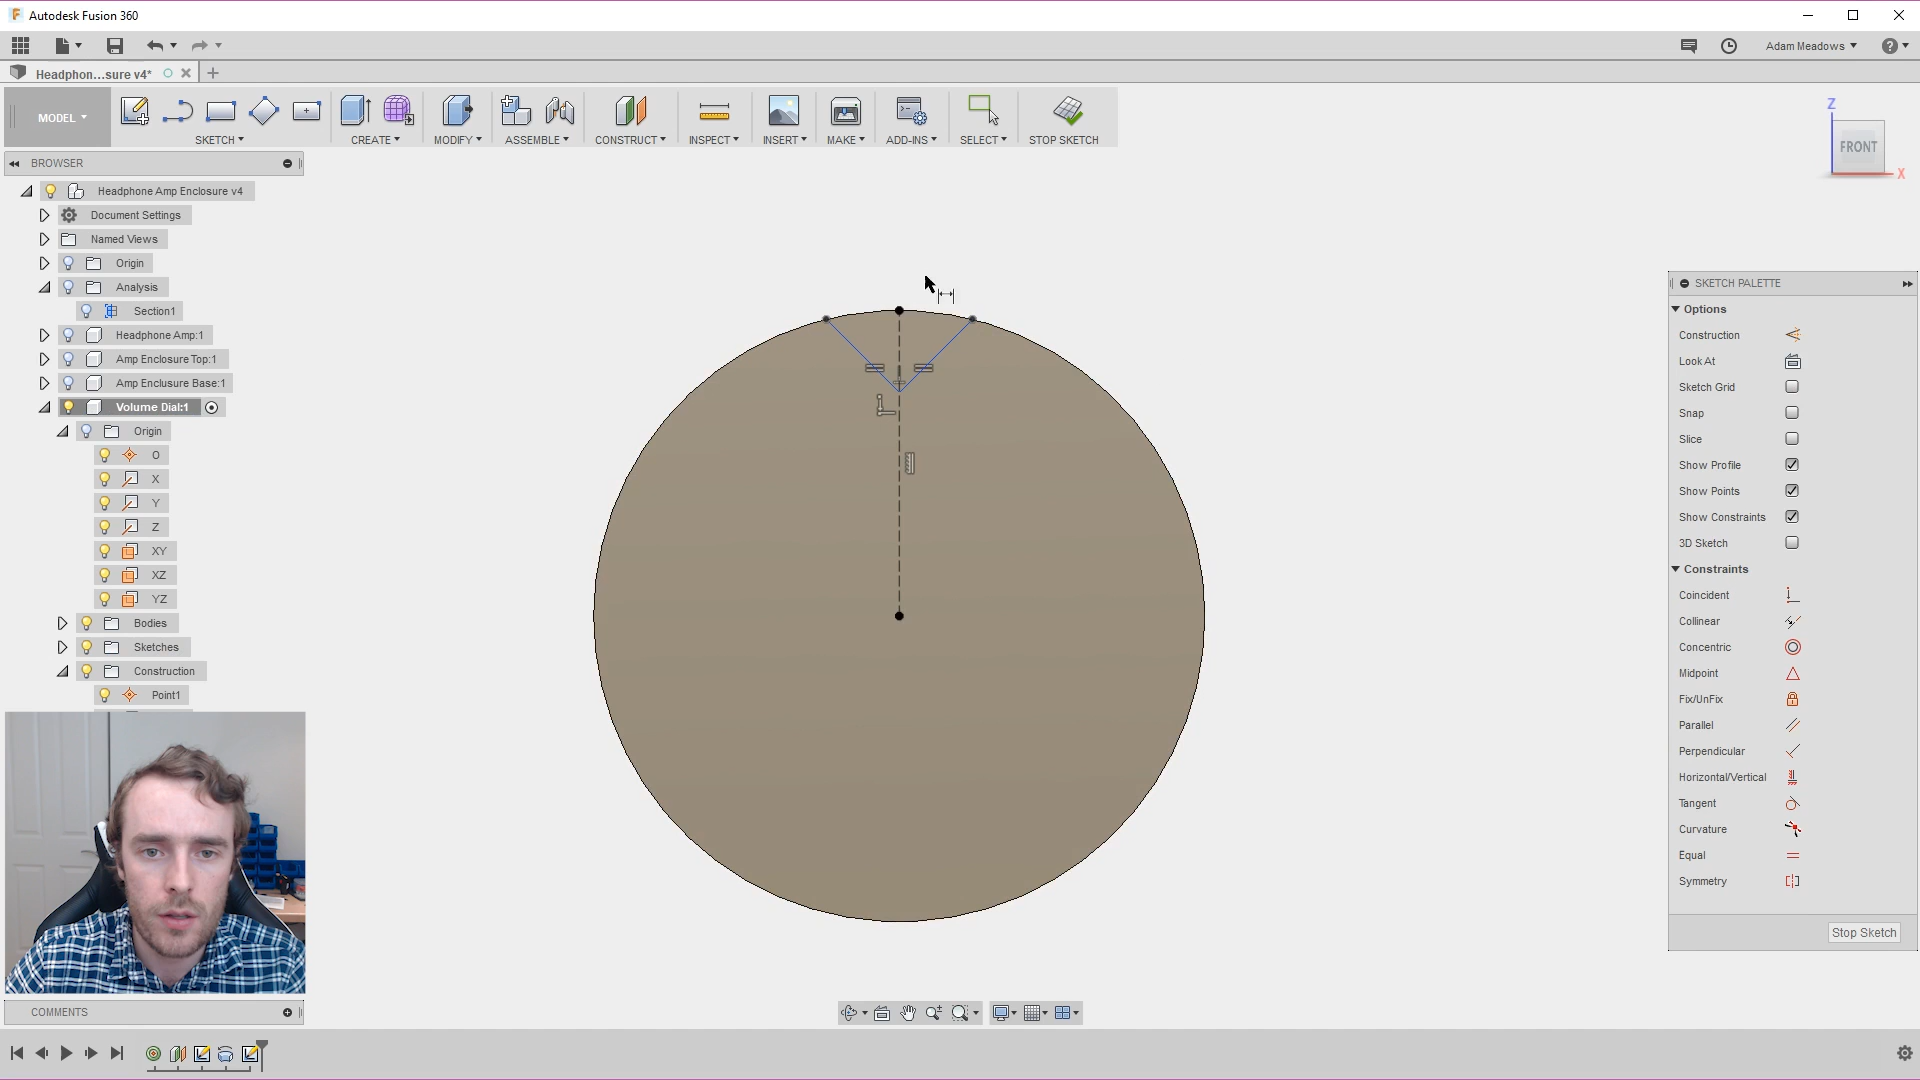 Autodesk Fusion 360
Adam Meadows
Headphon...sure v4*
MODEL
SKETCH
CREATE
MODIFY
ASSEMBLE
CONSTRUCT
INSPECT
INSERT
MAKE
ADD-INS
SELECT
STOP SKETCH
Z
FRONT
X
BROWSER
Headphone Amp Enclosure v4
Document Settings
Named Views
Origin
Analysis
Section1
Headphone Amp:1
Amp Enclosure Top:1
Amp Enclusure Base:1
Volume Dial:1
Origin
O
X
Y
Z
XY
XZ
YZ
Bodies
Sketches
Construction
Point1
SKETCH PALETTE
Options
Construction
Look At
Sketch Grid
Snap
Slice
Show Profile
Show Points
Show Constraints
3D Sketch
Constraints
Coincident
Collinear
Concentric
Midpoint
Fix/UnFix
Parallel
Perpendicular
Horizontal/Vertical
Tangent
Curvature
Equal
Symmetry
Stop Sketch
COMMENTS